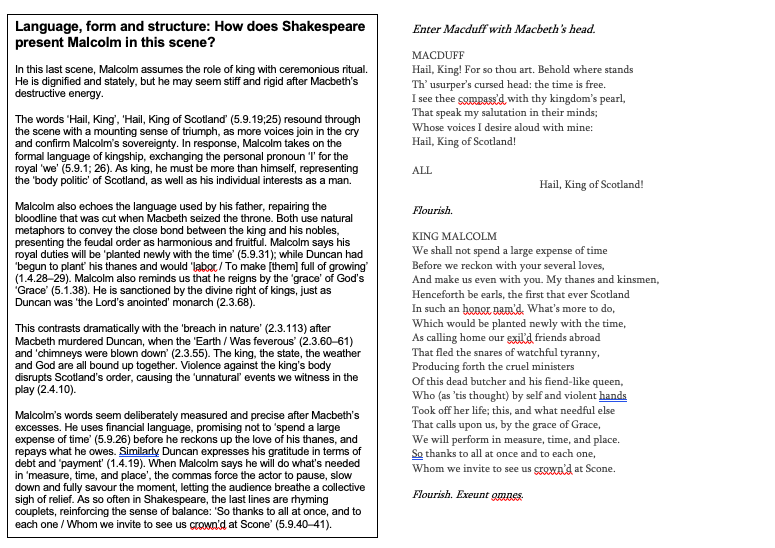 Language, form and structure: How does Shakespeare
present Malcolm in this scene?
In this last scene, Malcolm assumes the role of king with ceremonious ritual.
He is dignified and stately, but he may seem stiff and rigid after Macbeth's
destructive energy.
The words 'Hail, King', 'Hail, King of Scotland' (5.9.19;25) resound through
the scene with a mounting sense of triumph, as more voices join in the cry
and confirm Malcolm's sovereignty. In response, Malcolm takes on the
formal language of kingship, exchanging the personal pronoun 'I' for the
royal 'we' (5.9.1; 26). As king, he must be more than himself, representing
the 'body politic' of Scotland, as well as his individual interests as a man.
Malcolm also echoes the language used by his father, repairing the
bloodline that was cut when Macbeth seized the throne. Both use natural
metaphors to convey the close bond between the king and his nobles,
presenting the feudal order as harmonious and fruitful. Malcolm says his
royal duties will be 'planted newly with the time' (5.9.31); while Duncan had
'begun to plant' his thanes and would 'labor / To make [them] full of growing'
(1.4.28–29). Malcolm also reminds us that he reigns by the 'grace' of God's
'Grace' (5.1.38). He is sanctioned by the divine right of kings, just as
Duncan was 'the Lord's anointed' monarch (2.3.68).
This contrasts dramatically with the 'breach in nature' (2.3.113) after
Macbeth murdered Duncan, when the 'Earth / Was feverous' (2.3.60–61)
and 'chimneys were blown down' (2.3.55). The king, the state, the weather
and God are all bound up together. Violence against the king's body
disrupts Scotland's order, causing the 'unnatural' events we witness in the
play (2.4.10).
Malcolm's words seem deliberately measured and precise after Macbeth's
excesses. He uses financial language, promising not to 'spend a large
expense of time' (5.9.26) before he reckons up the love of his thanes, and
repays what he owes. Similarly Duncan expresses his gratitude in terms of
debt and 'payment' (1.4.19). When Malcolm says he will do what's needed
in 'measure, time, and place', the commas force the actor to pause, slow
down and fully savour the moment, letting the audience breathe a collective
sigh of relief. As so often in Shakespeare, the last lines are rhyming
couplets, reinforcing the sense of balance: 'So thanks to all at once, and to
each one / Whom we invite to see us crown'd at Scone' (5.9.40–41).
Enter Macduff with Macbeth's head.
MACDUFF
Hail, King! For so thou art. Behold where stands
Th' usurper's cursed head: the time is free.
I see thee compass'd with thy kingdom's pearl,
That speak my salutation in their minds;
Whose voices I desire aloud with mine:
Hail, King of Scotland!
ALL
Hail, King of Scotland!
Flourish.
KING MALCOLM
We shall not spend a large expense of time
Before we reckon with your several loves,
And make us even with you. My thanes and kinsmen,
Henceforth be earls, the first that ever Scotland
In such an honor nam'd. What's more to do,
Which would be planted newly with the time,
As calling home our exil'd friends abroad
That fled the snares of watchful tyranny,
Producing forth the cruel ministers
Of this dead butcher and his fiend-like queen,
Who (as 'tis thought) by self and violent hands
Took off her life; this, and what needful else
That calls upon us, by the grace of Grace,
We will perform in measure, time, and place.
So thanks to all at once and to each one,
Whom we invite to see us crown'd at Scone.
Flourish. Exeunt omnes.